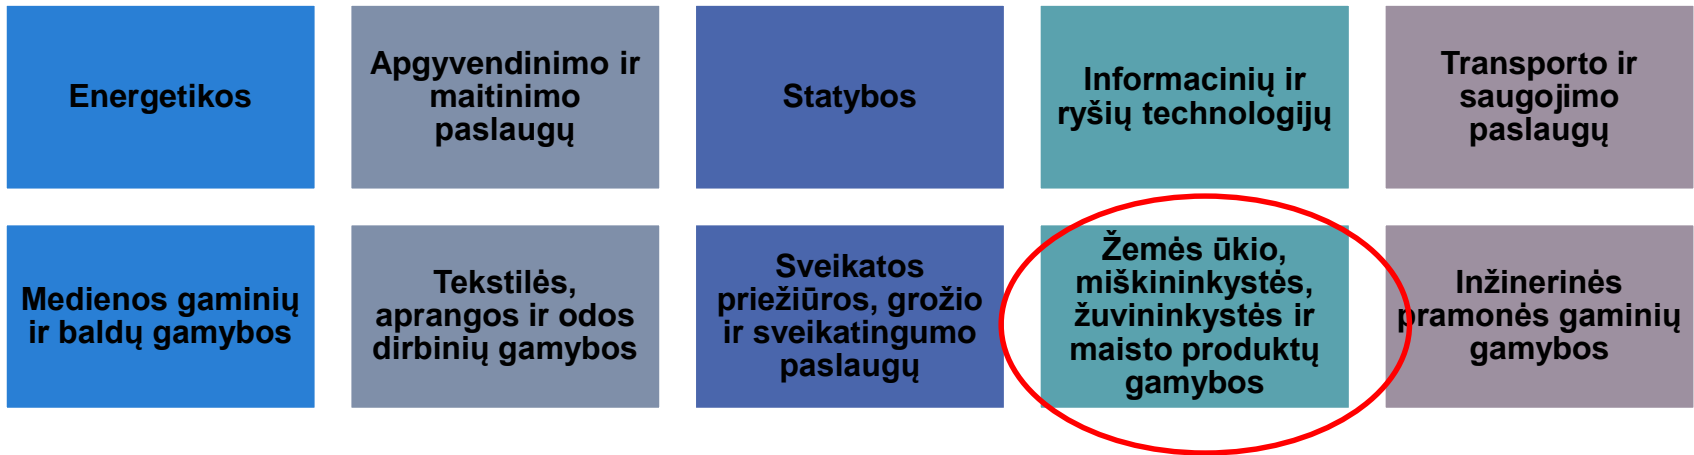 Energetikos
Apgyvendinimo ir
maitinimo
paslaugų
Statybos
Informacinių ir
ryšių technologijų
Transporto ir
saugojimo
paslaugų
Medienos gaminių
ir baldų gamybos
Tekstilės,
aprangos ir odos
dirbinių gamybos
Sveikatos
priežiūros, grožio
ir sveikatingumo
paslaugų
Žemės ūkio,
miškininkystės,
žuvininkystės ir
maisto produktų
gamybos
Inžinerinės
pramonės gaminių
gamybos